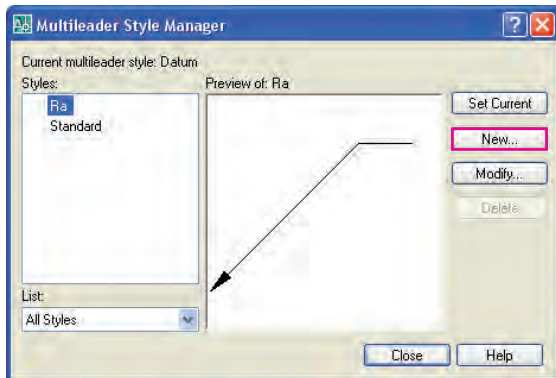 Multileader Style Manager
Current multileader style: Datum
Styles:
Preview of: Ra
Ra
Standard
Set Current
New...
Modify...
Delete
List:
All Styles
Close
Help